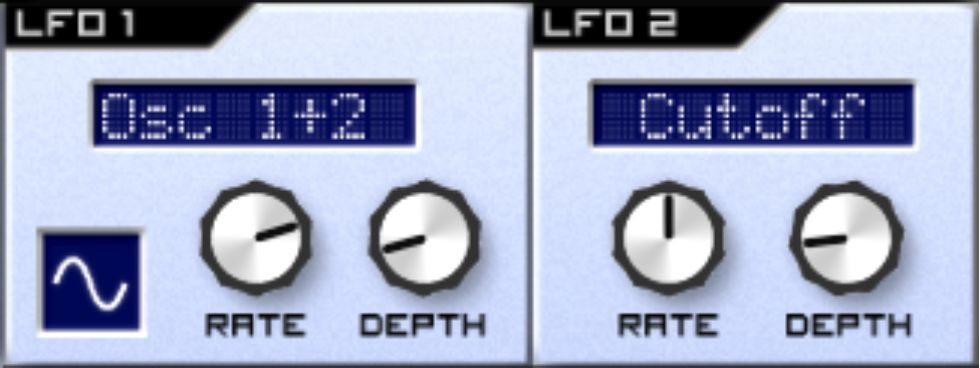 LFO 1
Osc 1+2
RATE DEPTH
LFO 2
Cutoff
RATE DEPTH